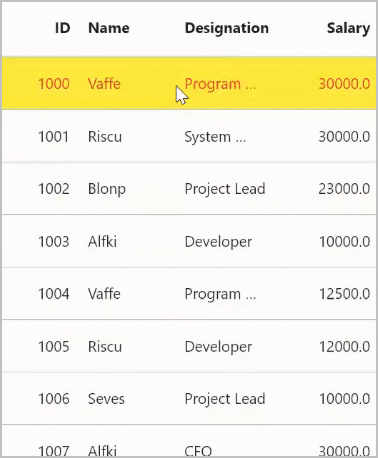 ID Name Designation Salary
1000 Vaffe Program ... 30000.0
1001 Riscu System ... 30000.0
1002 Blonp Project Lead 23000.0
1003 Alfki Developer 10000.0
1004 Vaffe Program ... 12500.0
1005 Riscu Developer 12000.0
1006 Seves Project Lead 10000.0
1007 Alfki CEO 30000.0